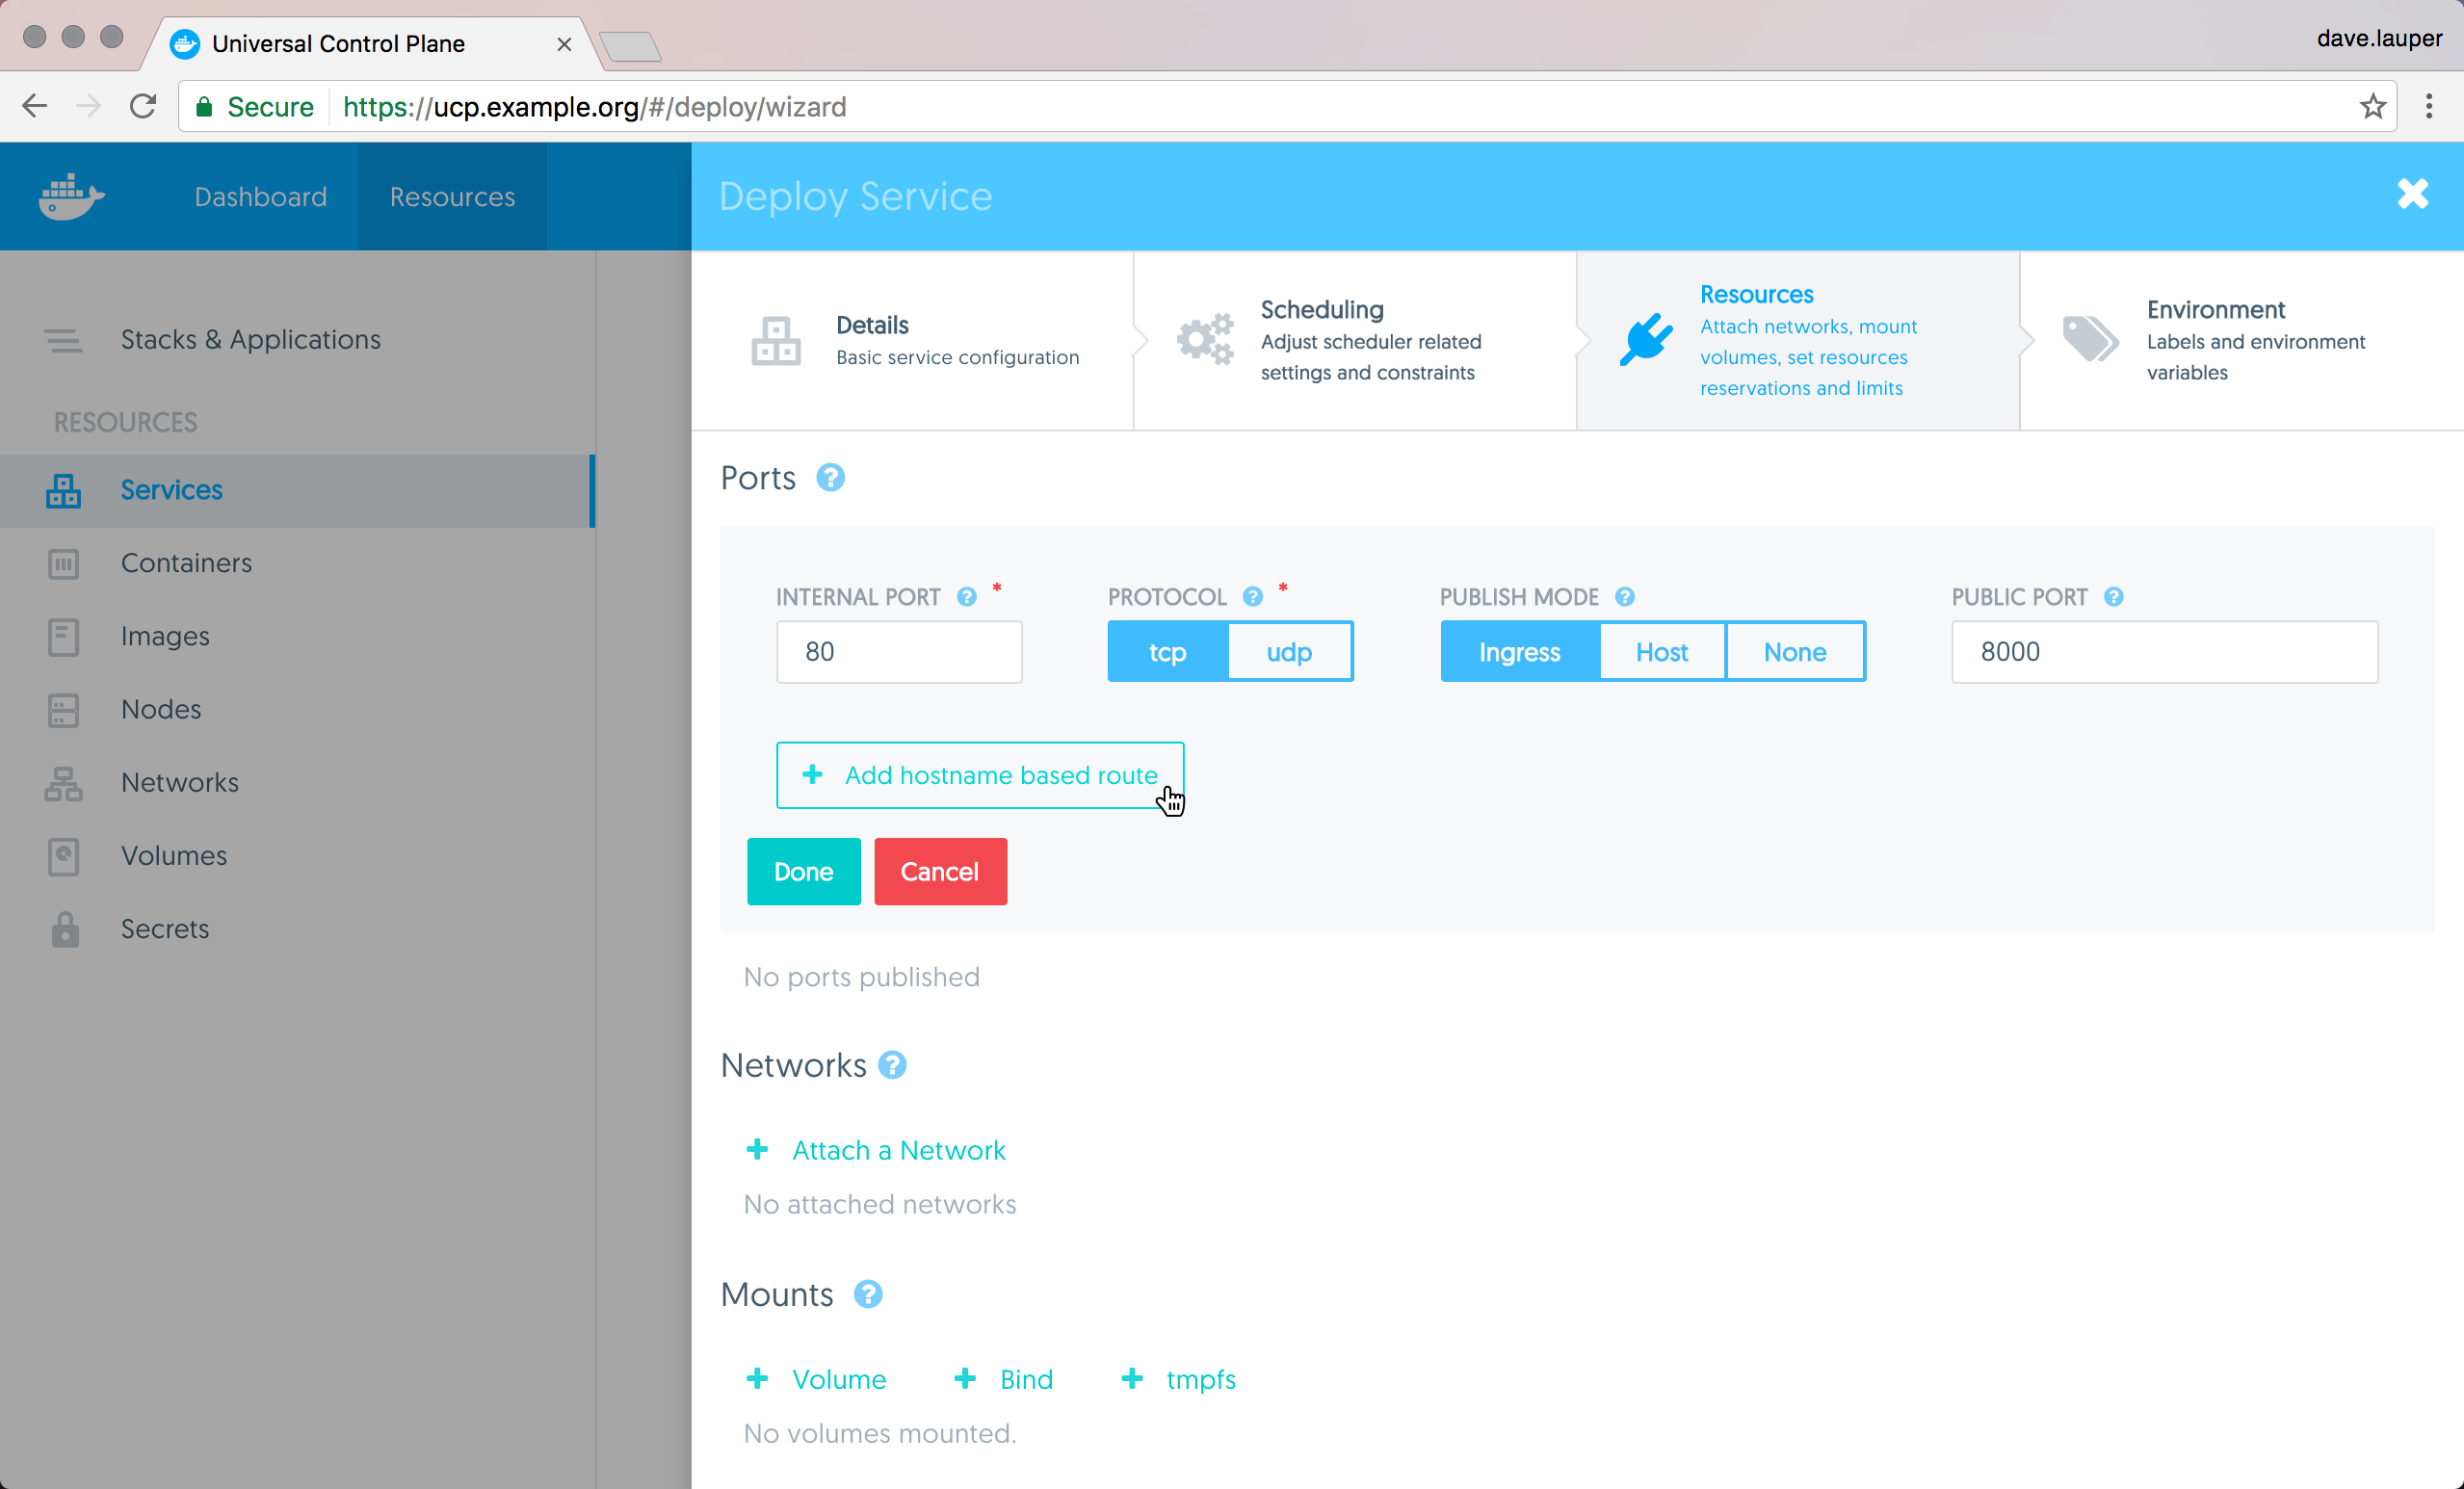 Universal Control Plane
dave.lauper
Secure https://ucp.example.org/#/deploy/wizard
Dashboard
Resources
Deploy Service
Stacks & Applications
RESOURCES
Services
Containers
Images
Nodes
Networks
Volumes
Secrets
Details
Basic service configuration
Scheduling
Adjust scheduler related
settings and constraints
Resources
Attach networks, mount
volumes, set resources
reservations and limits
Environment
Labels and environment
variables
Ports ?
INTERNAL PORT ? *
PROTOCOL ? *
PUBLISH MODE ?
PUBLIC PORT ?
80
tcp
udp
Ingress
Host
None
8000
+ Add hostname based route
Done
Cancel
No ports published
Networks ?
+ Attach a Network
No attached networks
Mounts ?
+ Volume
+ Bind
+ tmpfs
No volumes mounted.